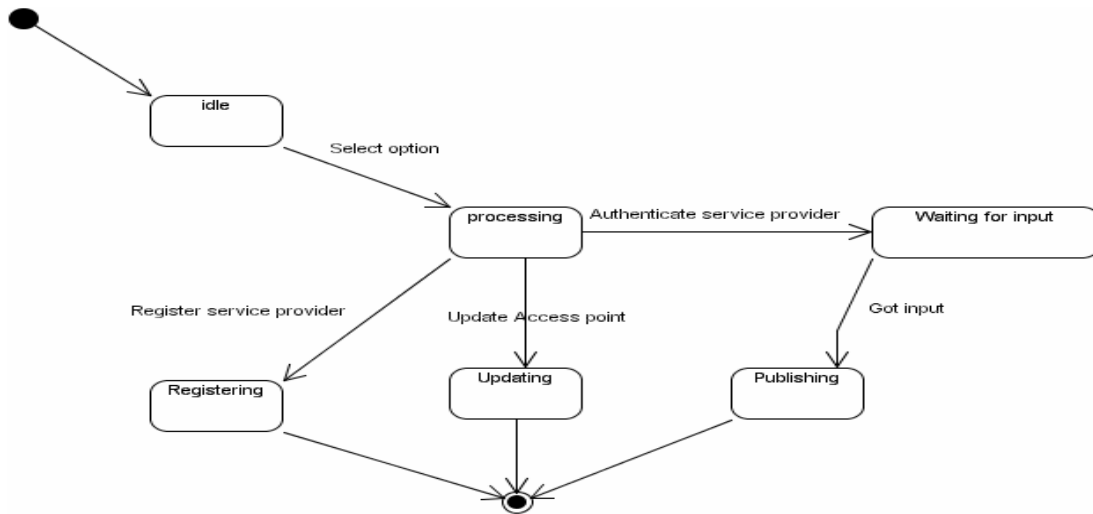 idle
Select option
processing
Authenticate service provider
Waiting for input
Register service provider
Update Access point
Got input
Registering
Updating
Publishing